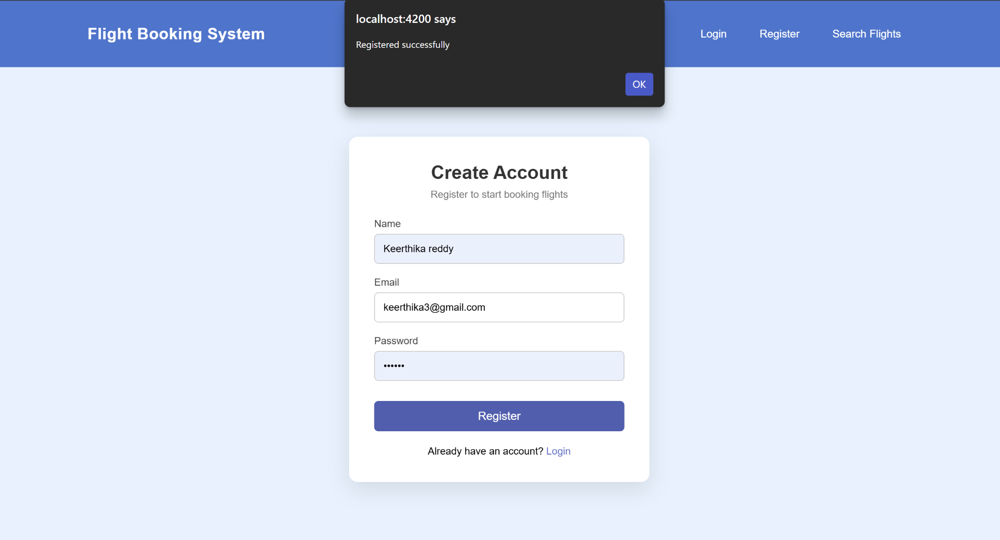 Flight Booking System
localhost:4200 says
Registered successfully
OK
Login
Register
Search Flights
Create Account
Register to start booking flights
Name
Keerthika reddy
Email
keerthika3@gmail.com
Password
••••••
Register
Already have an account? Login